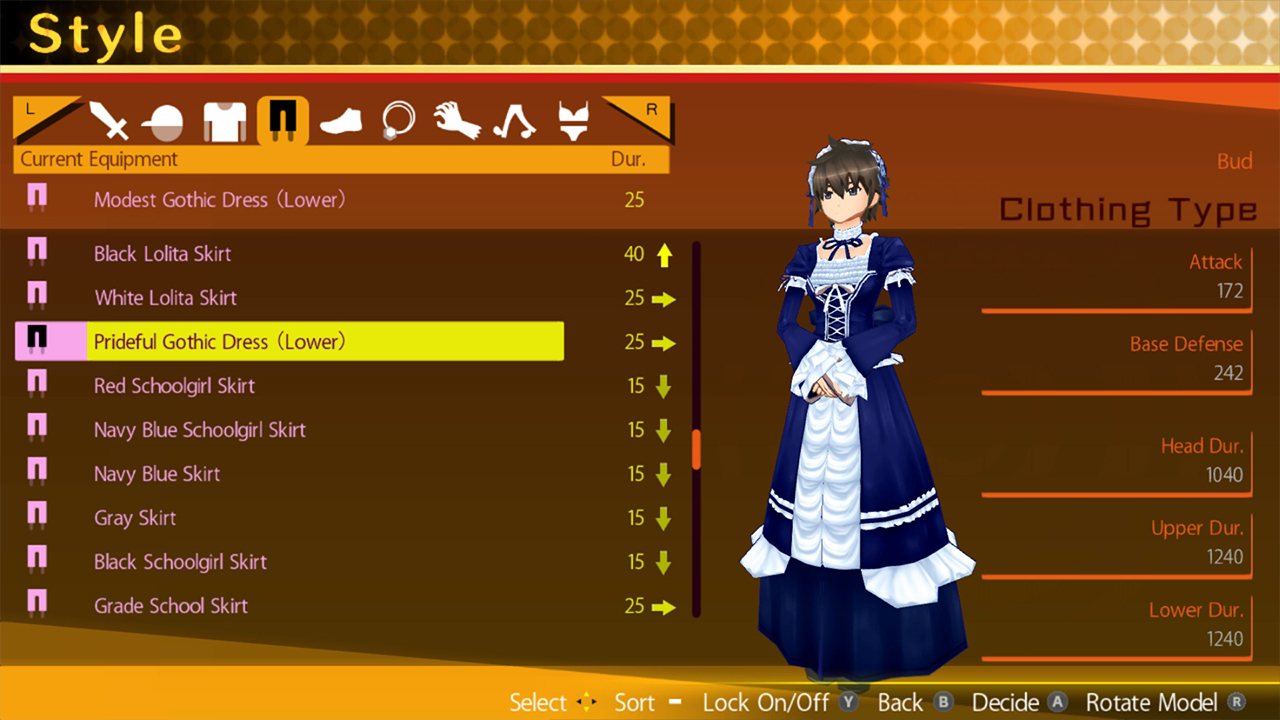 Style
L
R
Current Equipment Dur.
Modest Gothic Dress (Lower) 25
Black Lolita Skirt 40
White Lolita Skirt 25
Prideful Gothic Dress (Lower) 25
Red Schoolgirl Skirt 15
Navy Blue Schoolgirl Skirt 15
Navy Blue Skirt 15
Gray Skirt 15
Black Schoolgirl Skirt 15
Grade School Skirt 25
Bud
Clothing Type
Attack
172
Base Defense
242
Head Dur.
1040
Upper Dur.
1240
Lower Dur.
1240
Select Sort Lock On/Off Y Back B Decide A Rotate Model R